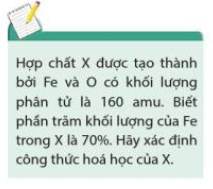 Hợp chất X được tạo thành
bởi Fe và O có khối lượng
phân tử là 160 amu. Biết
phần trăm khối lượng của Fe
trong X là 70%. Hãy xác định
công thức hoá học của X.